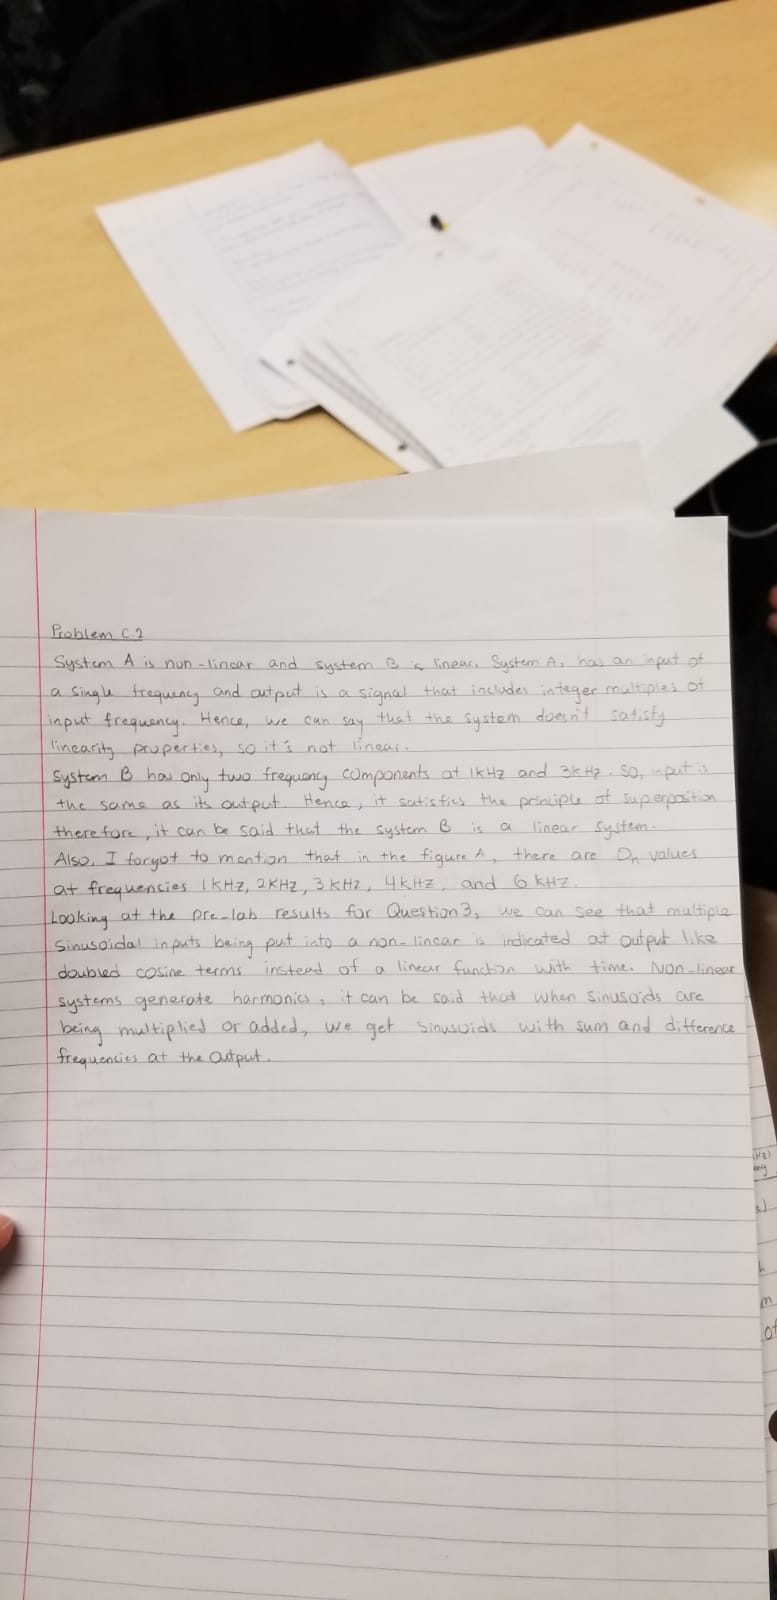 Problem C.2
System A is non-linear and system B is linear. System A, has an input of
a single frequency and output is a signal that includes integer multiples of
input frequency. Hence, we can say that the system doesn't satisfy
linearity properties, so it's not linear.
System B has only two frequency components at 1kHz and 3kHz. So, input is
the same as its output. Hence, it satisfies the principle of superposition
therefore, it can be said that the system B is a linear system.
Also, I forgot to mention that in the figure A, there are Dn values
at frequencies 1kHz, 2kHz, 3kHz, 4kHz, and 6kHz.
Looking at the pre-lab results for Question 3, we can see that multiple
sinusoidal inputs being put into a non-linear is indicated at output like
doubled cosine terms instead of a linear function with time. Non-linear
systems generate harmonics, it can be said that when sinusoids are
being multiplied or added, we get sinusoids with sum and difference
frequencies at the output.